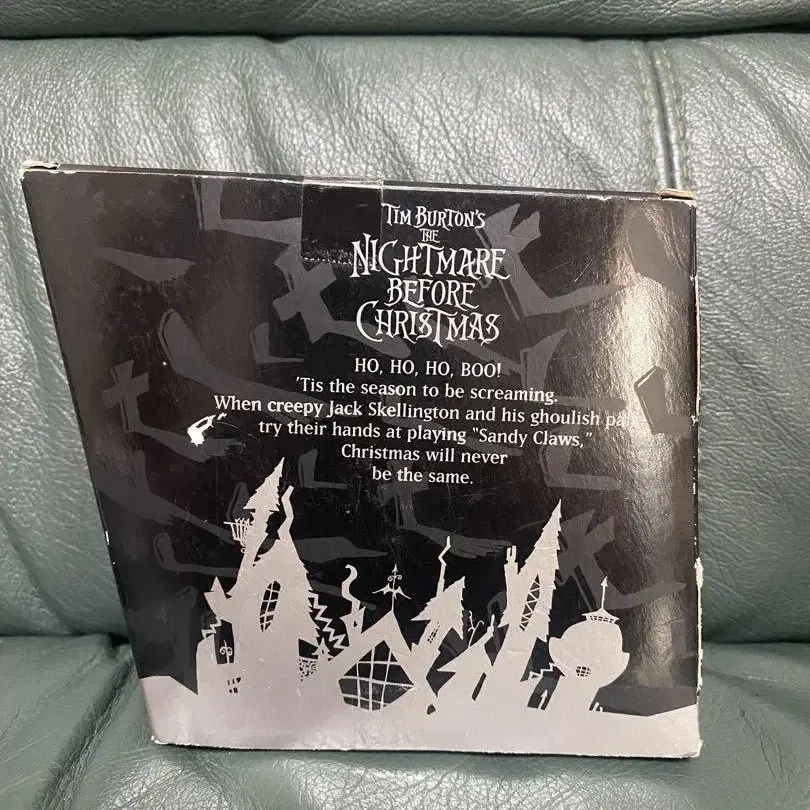 TIM BURTON'S
THE
NIGHTMARE
BEFORE
CHRISTMAS
HO, HO, HO, BOO!
'Tis the season to be screaming.
When creepy Jack Skellington and his ghoulish
try their hands at playing "Sandy Claws,"
Christmas will never
be the same.